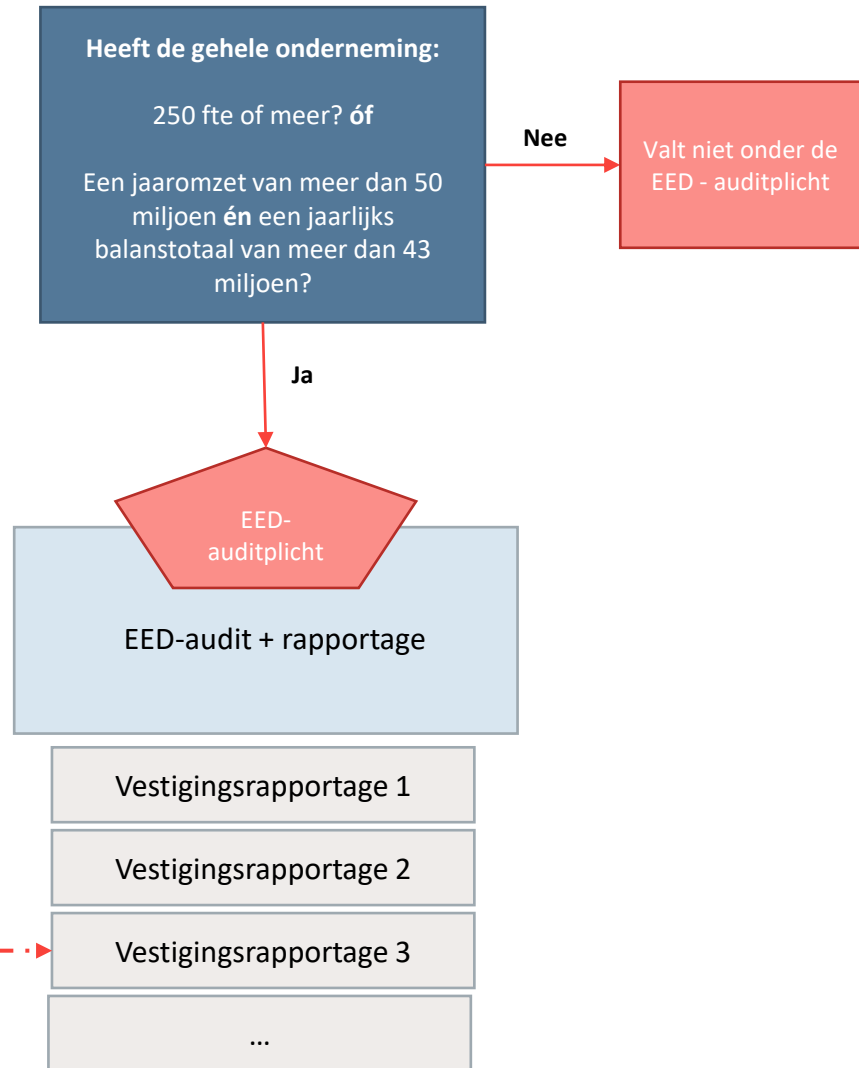 Heeft de gehele onderneming:
250 fte of meer? óf
Een jaaromzet van meer dan 50
miljoen én een jaarlijks
balanstotaal van meer dan 43
miljoen?
Nee
Valt niet onder de
EED - auditplicht
Ja
EED-
auditplicht
EED-audit + rapportage
Vestigingsrapportage 1
Vestigingsrapportage 2
Vestigingsrapportage 3
...